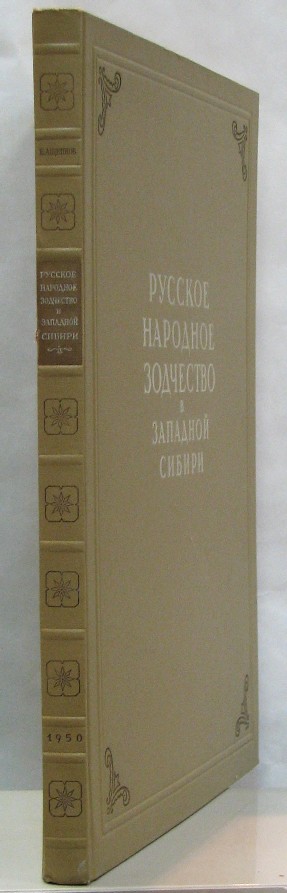 РУССКОЕ
НАРОДНОЕ
ЗОДЧЕСТВО
В
ЗАПАДНОЙ
СИБИРИ
РУССКОЕ
НАРОДНОЕ
ЗОДЧЕСТВО
В
ЗАПАДНОЙ
СИБИРИ
1950